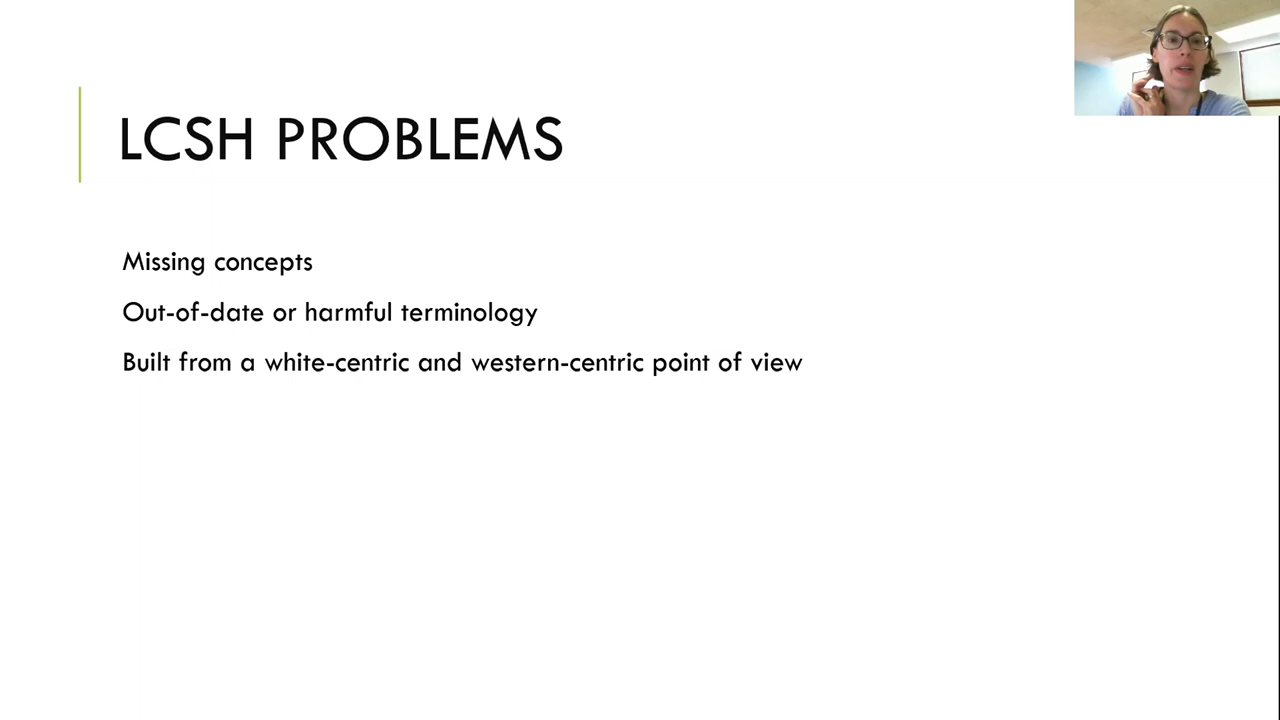 LCSH PROBLEMS
Missing concepts
Out-of-date or harmful terminology
Built from a white-centric and western-centric point of view